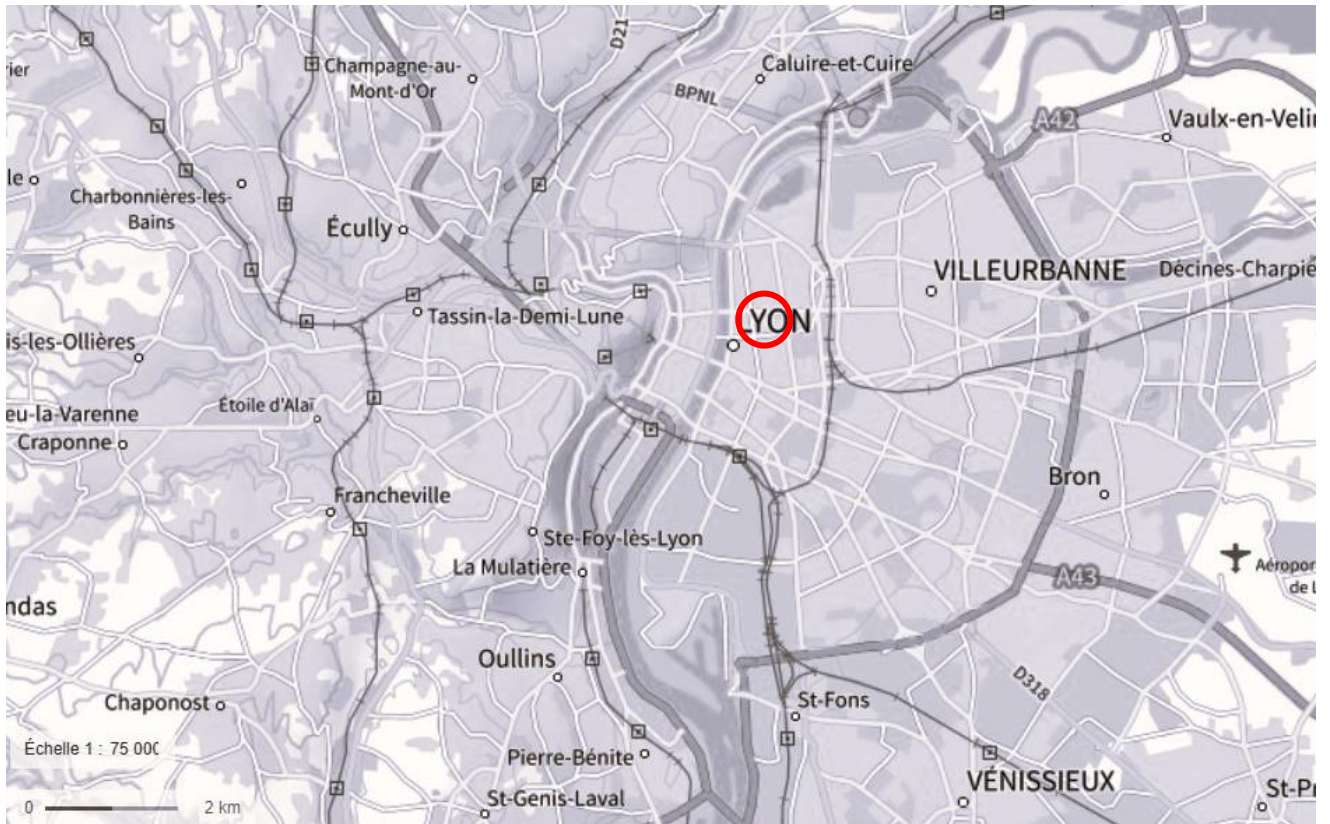 D21
Champagne-au-
Mont-d'Or
Caluire-et-Cuire
BPNL
A42
Vaulx-en-Velin
Charbonnières-les-
Bains
Écully
VILLEURBANNE
Décines-Charpie
LYON
Tassin-la-Demi-Lune
is-les-Ollières
Étoile d'Alaï
eu-la-Varenne
Craponne
Bron
Francheville
Ste-Foy-lès-Lyon
La Mulatière
A43
Aéropor
de L
ndas
Oullins
D318
Chaponost
St-Fons
Échelle 1 : 75 000
Pierre-Bénite
VÉNISSIEUX
0 2 km
St-Genis-Laval
St-Pr